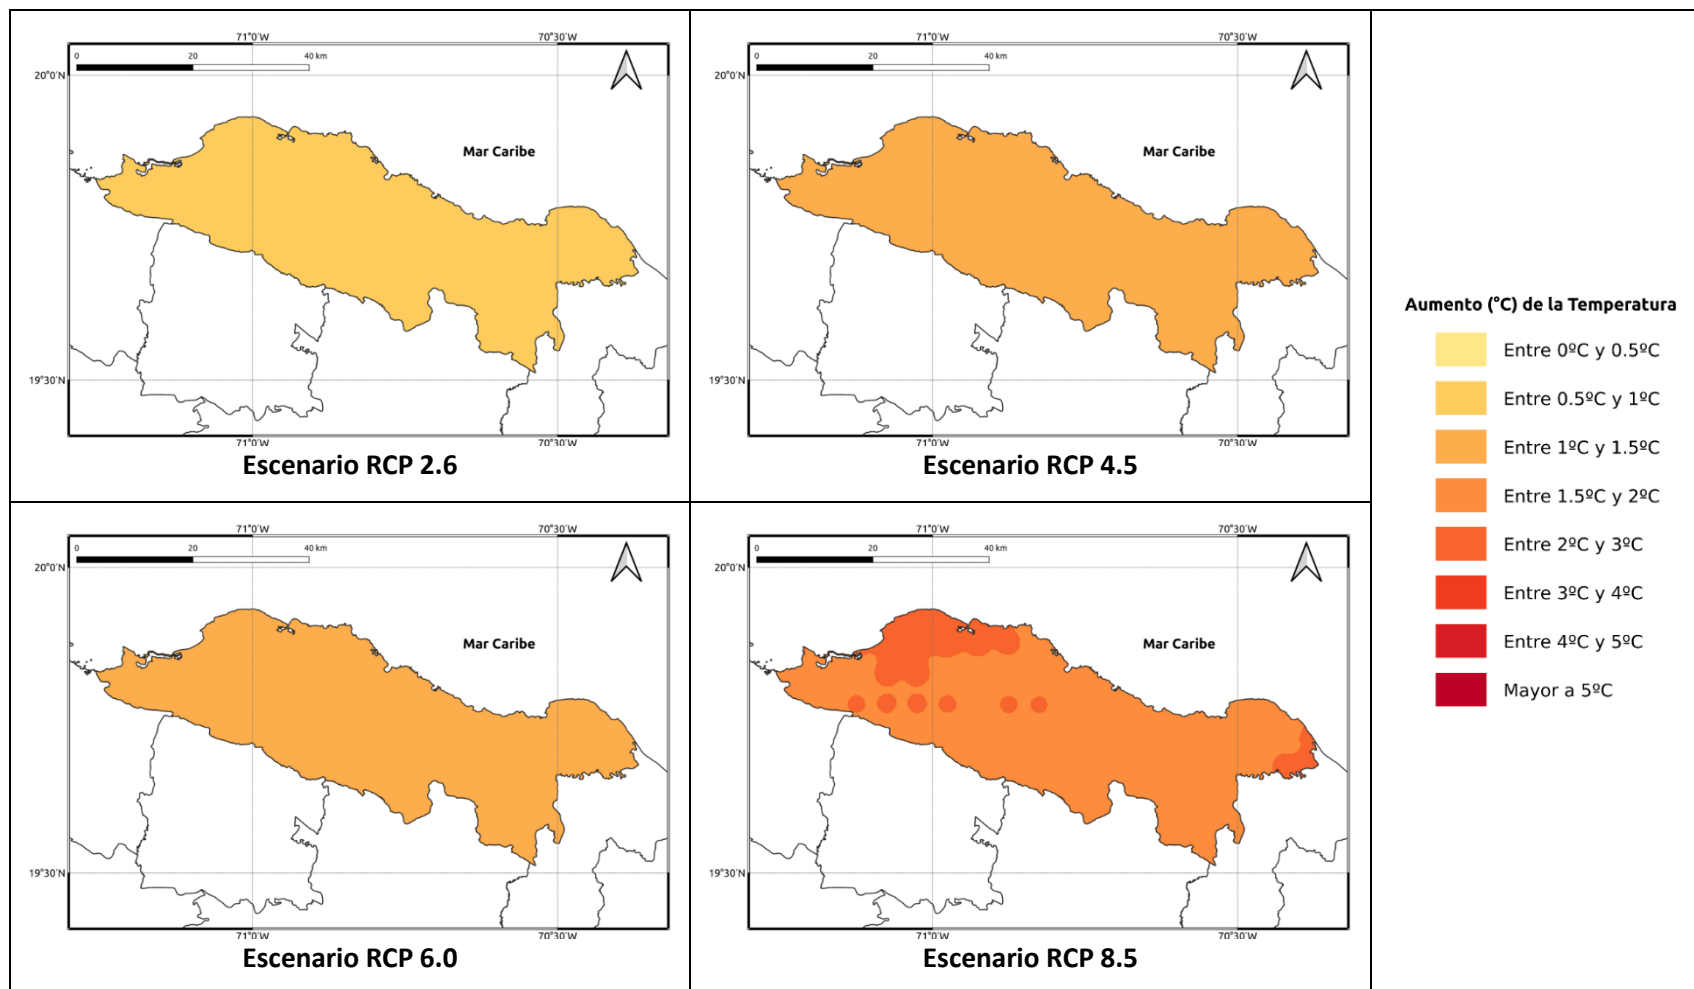 71°0'W 70°30'W
0 20 40 km
20°0'N
Mar Caribe
19°30'N
71°0'W 70°30'W
Escenario RCP 2.6
71°0'W 70°30'W
0 20 40 km
20°0'N
Mar Caribe
19°30'N
71°0'W 70°30'W
Escenario RCP 4.5
71°0'W 70°30'W
0 20 40 km
20°0'N
Mar Caribe
19°30'N
71°0'W 70°30'W
Escenario RCP 6.0
71°0'W 70°30'W
0 20 40 km
20°0'N
Mar Caribe
19°30'N
71°0'W 70°30'W
Escenario RCP 8.5
Aumento (°C) de la Temperatura
Entre 0ºC y 0.5ºC
Entre 0.5ºC y 1ºC
Entre 1ºC y 1.5ºC
Entre 1.5ºC y 2ºC
Entre 2ºC y 3ºC
Entre 3ºC y 4ºC
Entre 4ºC y 5ºC
Mayor a 5ºC